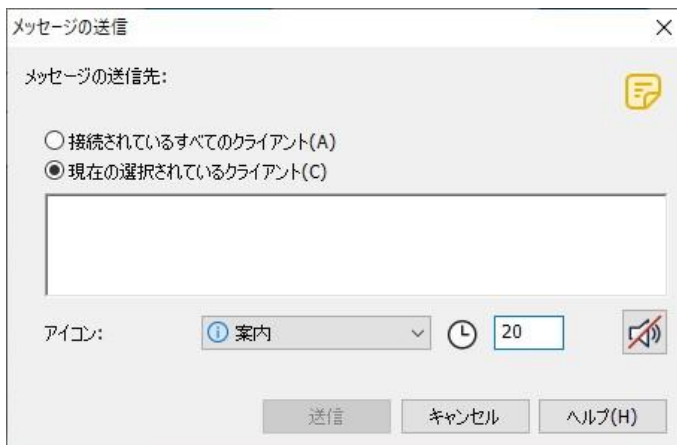 メッセージの送信
メッセージの送信先:
接続されているすべてのクライアント(A)
現在の選択されているクライアント(C)
アイコン: 案内 20
送信 キャンセル ヘルプ(H)